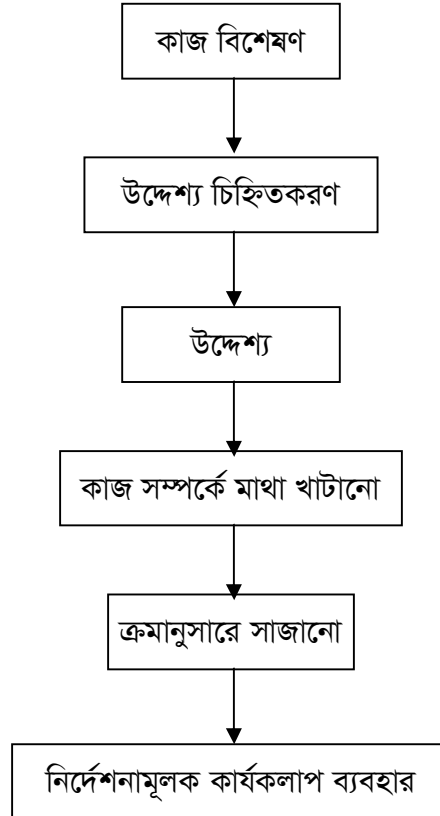 কাজ বিশেষণ
উদ্দেশ্য চিহ্নিতকরণ
উদ্দেশ্য
কাজ সম্পর্কে মাথা খাটানো
ক্রমানুসারে সাজানো
নির্দেশনামূলক কার্যকলাপ ব্যবহার